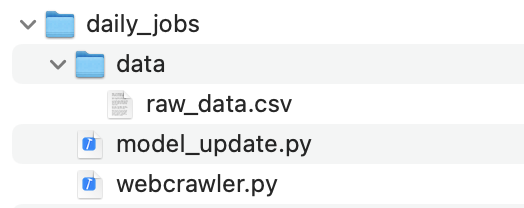 daily_jobs
data
raw_data.csv
model_update.py
webcrawler.py